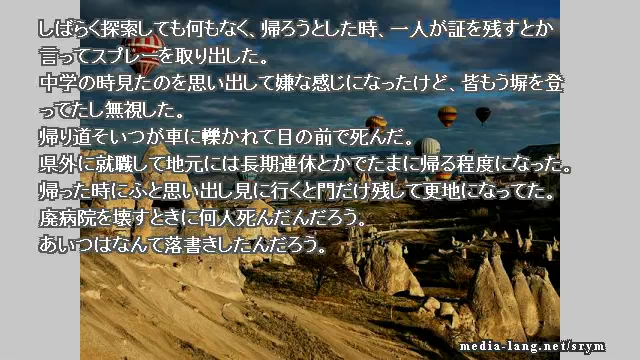 しばらく探索しても何もなく、帰ろうとした時、一人が証を残すとか
言ってスプレーを取り出した。
中学の時見たのを思い出して嫌な感じになったけど、皆もう塀を登
ってたし無視した。
帰り道そいつが車に轢かれて目の前で死んだ。
県外に就職して地元には長期連休とかでたまに帰る程度になった。
帰った時にふと思い出し見に行くと門だけ残して更地になってた。
廃病院を壊すときに何人死んだんだろう。
あいつはなんて落書きしたんだろう。
media-lang.net/srym